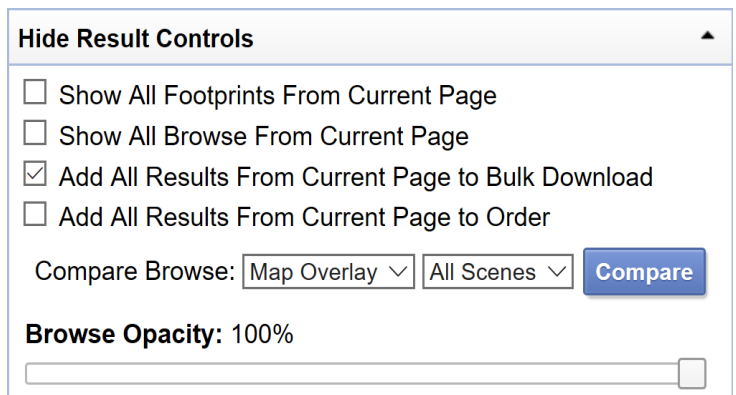 Hide Result Controls
Show All Footprints From Current Page
Show All Browse From Current Page
Add All Results From Current Page to Bulk Download
Add All Results From Current Page to Order
Compare Browse: Map Overlay All Scenes Compare
Browse Opacity: 100%